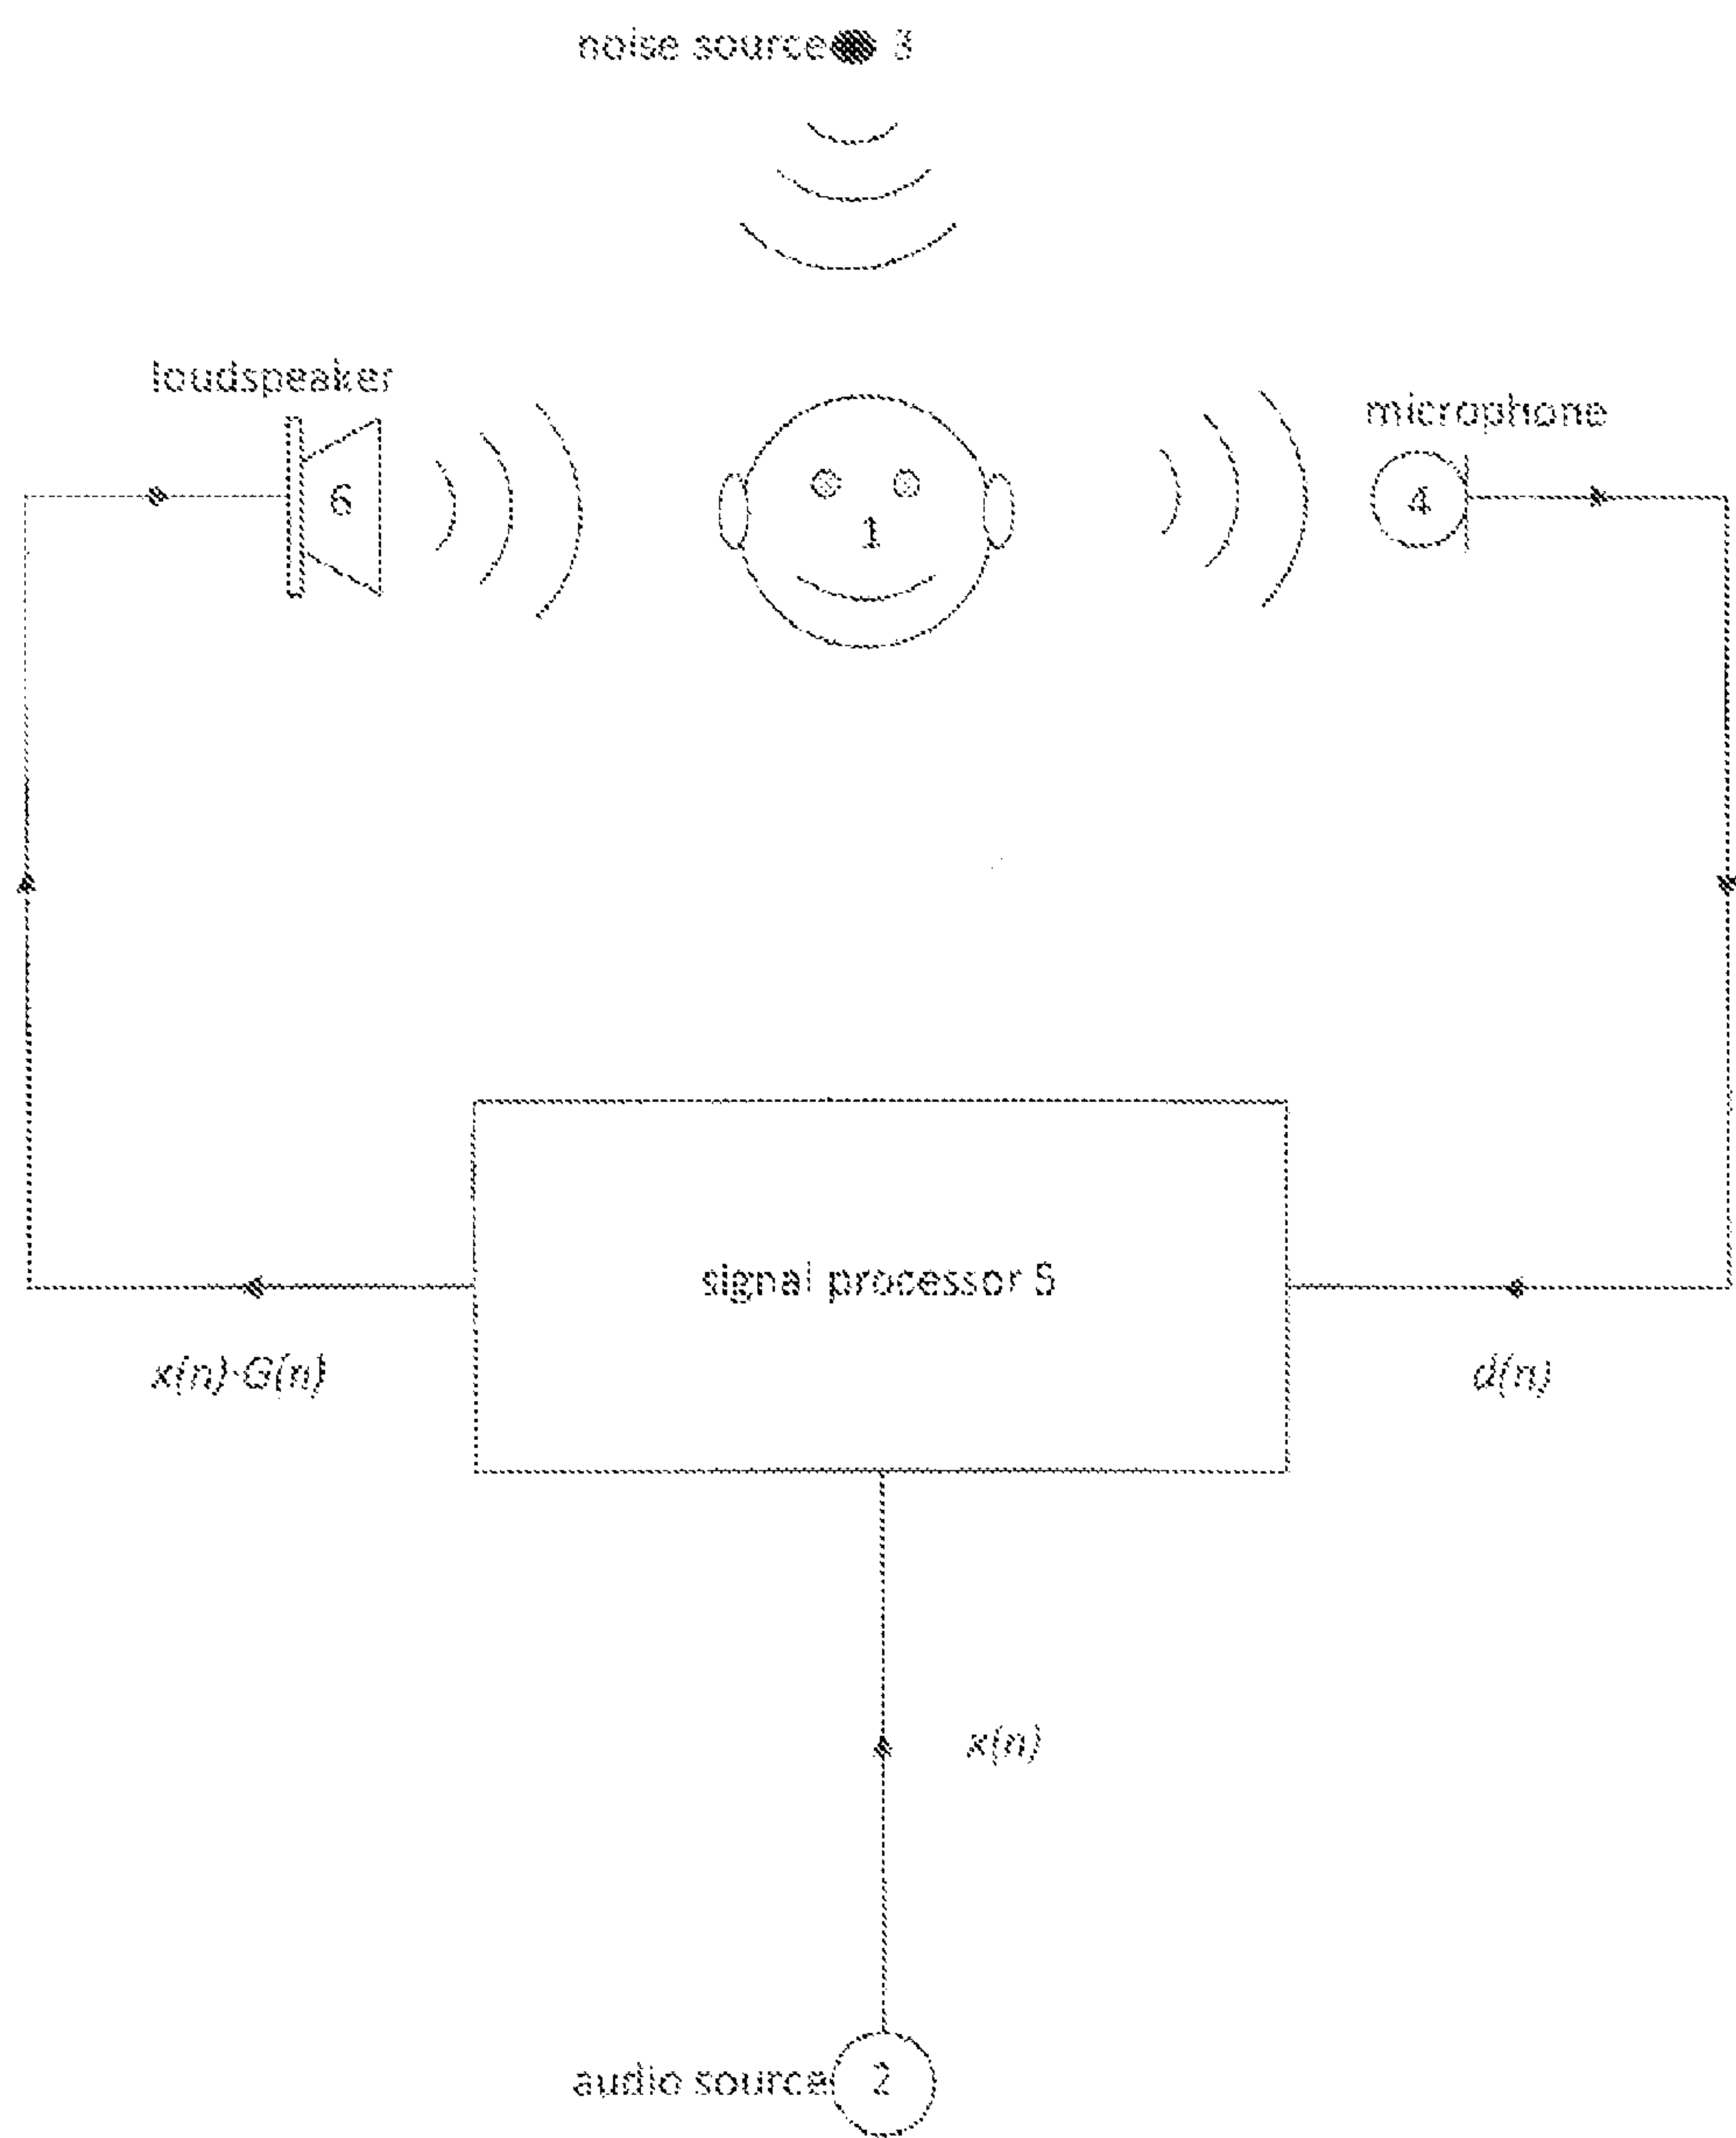 noise source 3
loudspeaker
microphone
6
1
4
signal processor 5
x(n)·G(n)
d(n)
x(n)
audio source 2